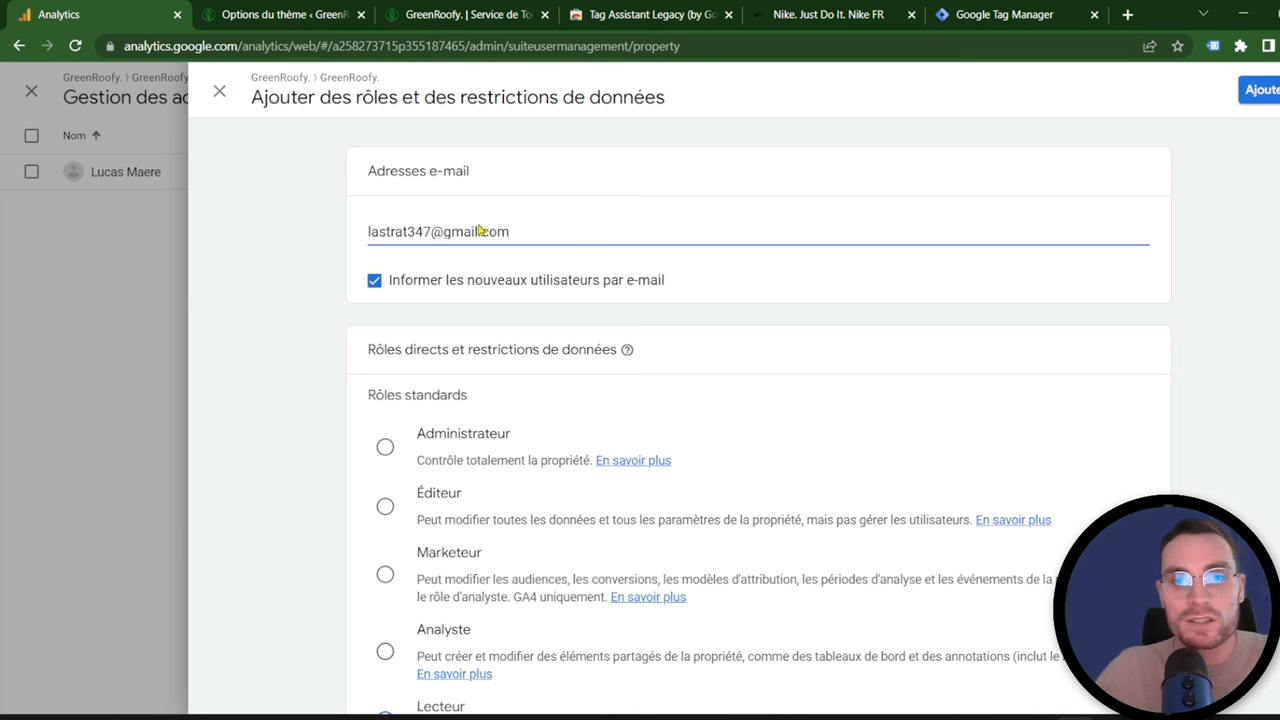 Analytics
Options du thème ‹ GreenR
GreenRoofy. | Service de To
Tag Assistant Legacy (by Go
Nike. Just Do It. Nike FR
Google Tag Manager
analytics.google.com/analytics/web/#/a258273715p355187465/admin/suiteusermanagement/property
GreenRoofy. › GreenRoofy
Gestion des ac
Nom
Lucas Maere
GreenRoofy. › GreenRoofy.
Ajouter des rôles et des restrictions de données
Ajoute
Adresses e-mail
lastrat347@gmail.com
Informer les nouveaux utilisateurs par e-mail
Rôles directs et restrictions de données
Rôles standards
Administrateur
Contrôle totalement la propriété. En savoir plus
Éditeur
Peut modifier toutes les données et tous les paramètres de la propriété, mais pas gérer les utilisateurs. En savoir plus
Marketeur
Peut modifier les audiences, les conversions, les modèles d'attribution, les périodes d'analyse et les événements de la
le rôle d'analyste. GA4 uniquement. En savoir plus
Analyste
Peut créer et modifier des éléments partagés de la propriété, comme des tableaux de bord et des annotations (inclut le
En savoir plus
Lecteur